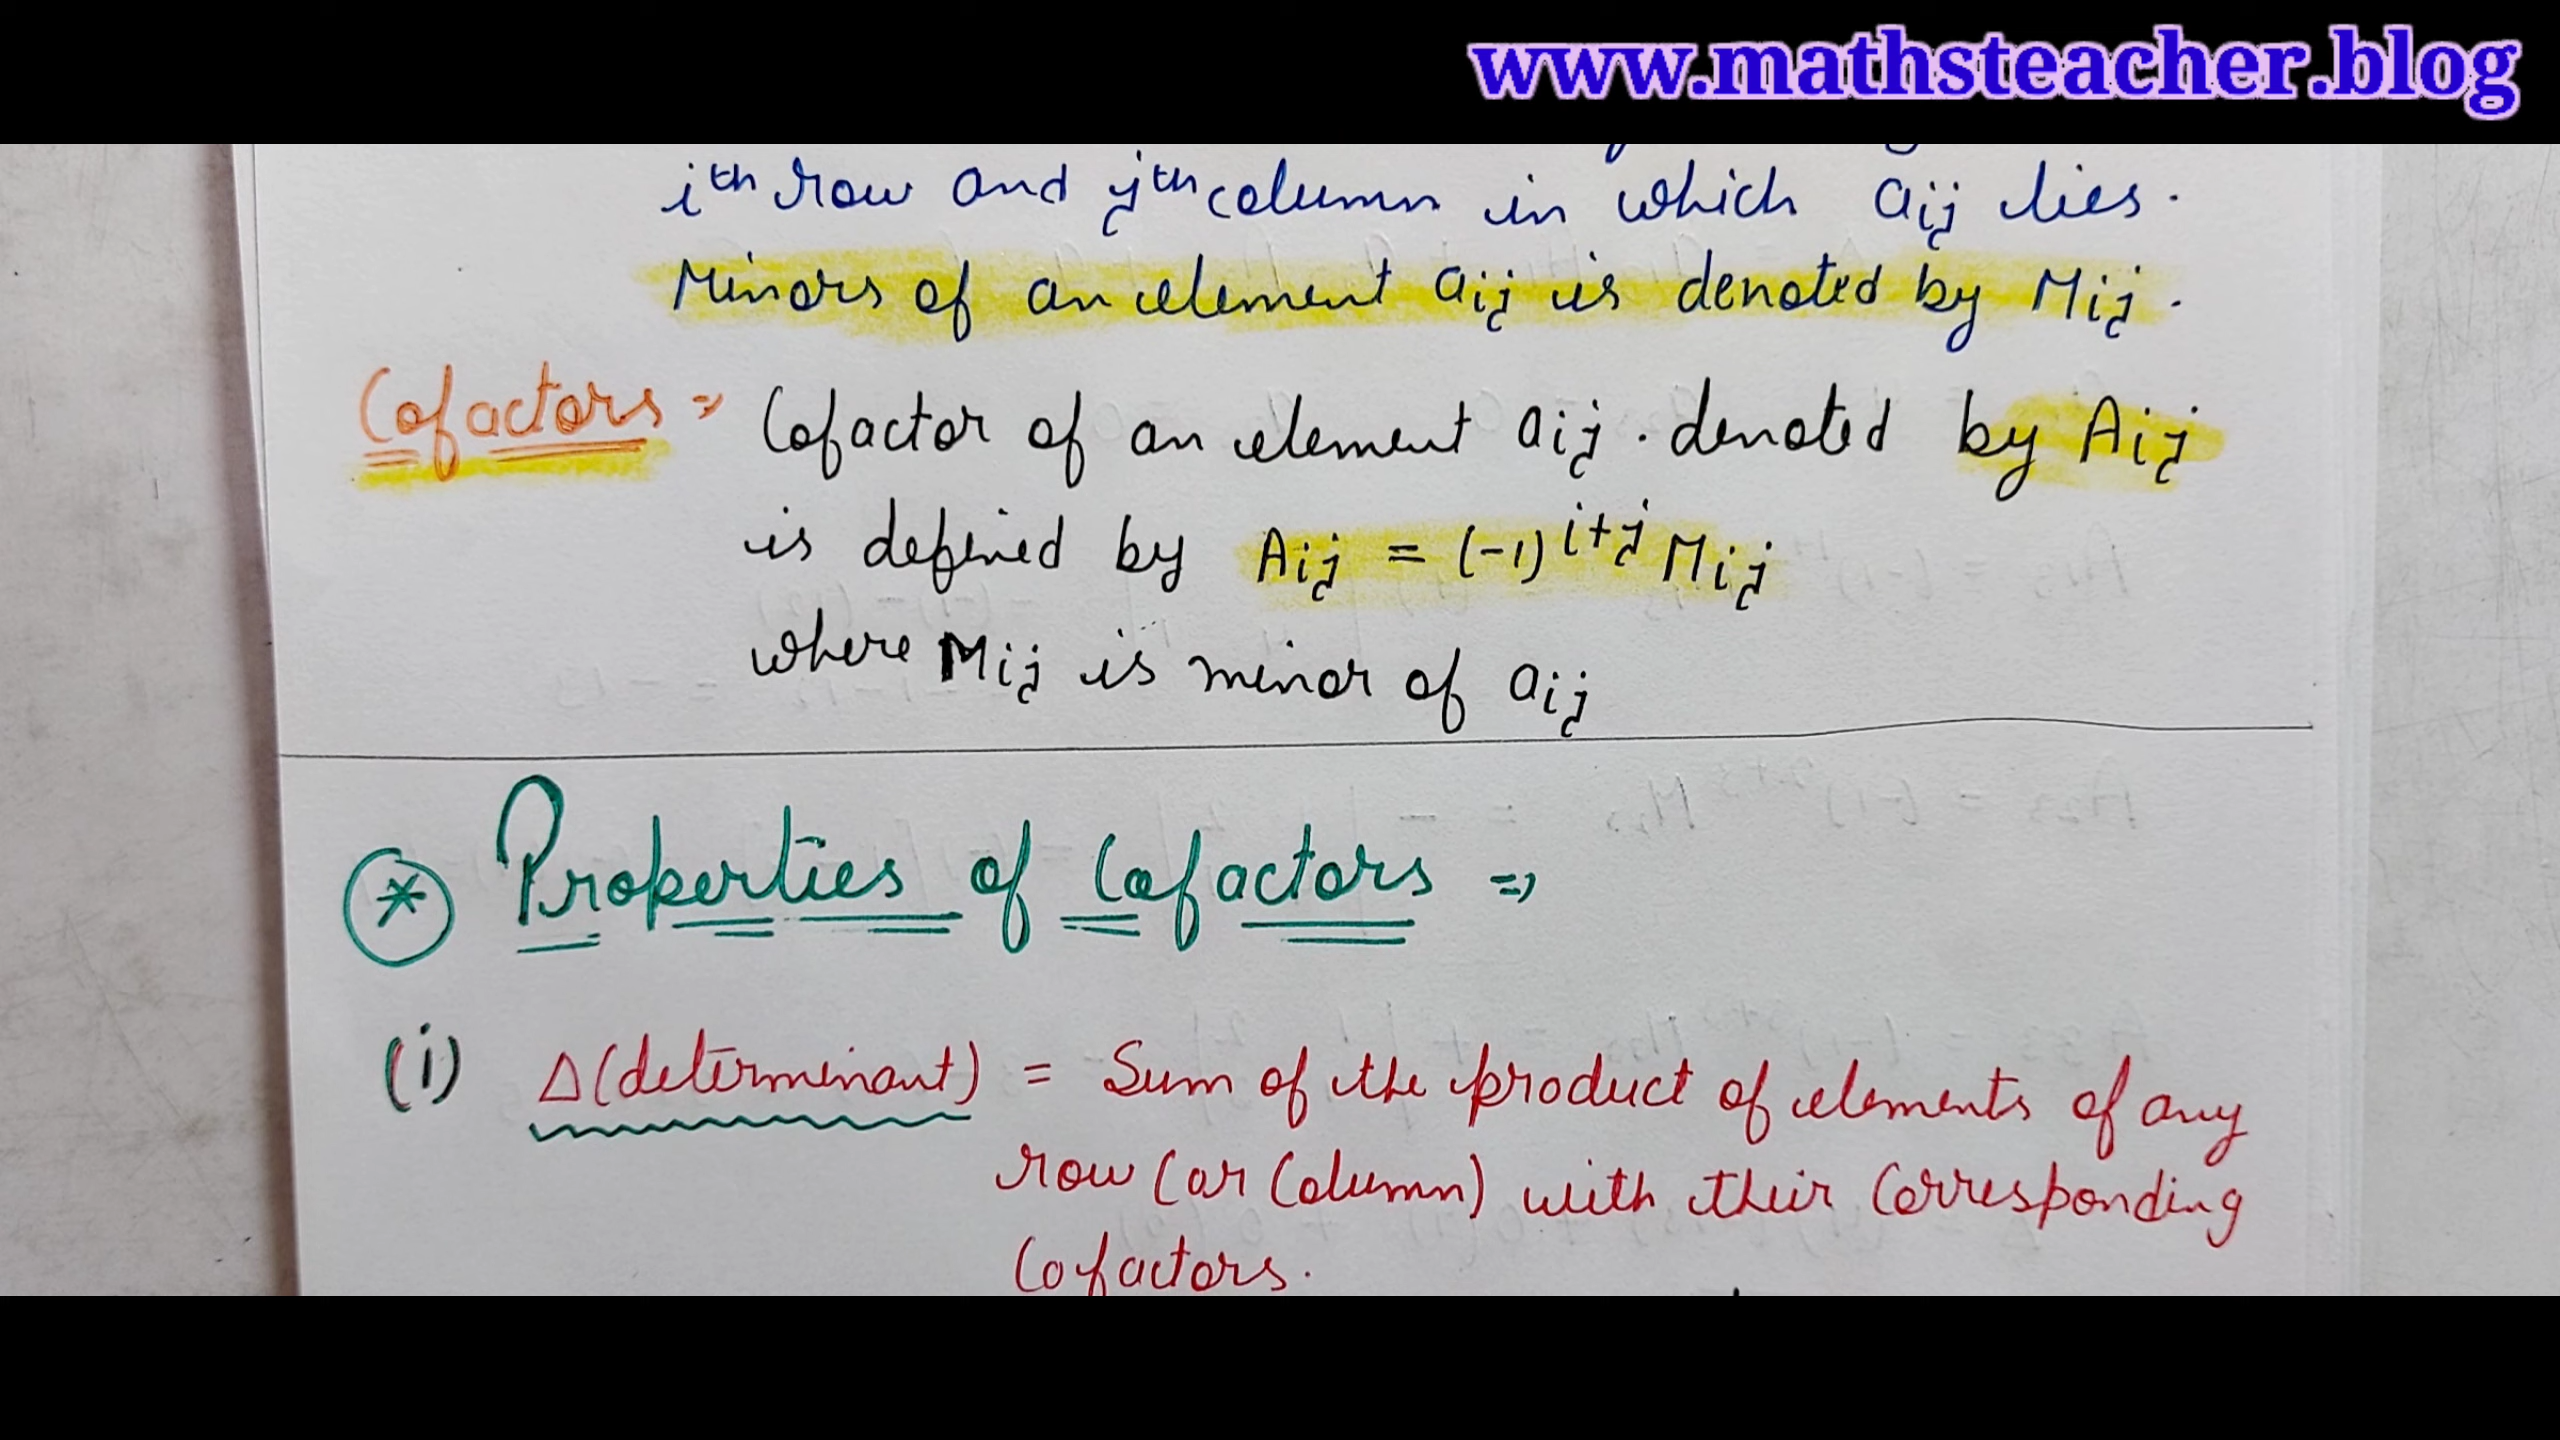 www.mathsteacher.blog
ith row and jth column in which aij lies.
Minors of an element aij is denoted by Mij.
Cofactors ⇒ Cofactor of an element aij. denoted by Aij
is defined by Aij = (-1)^i+j Mij
where Mij is minor of aij
* Properties of Cofactors ⇒
(i) Δ(determinant) = Sum of the product of elements of any
row (or Column) with their Corresponding
Cofactors.